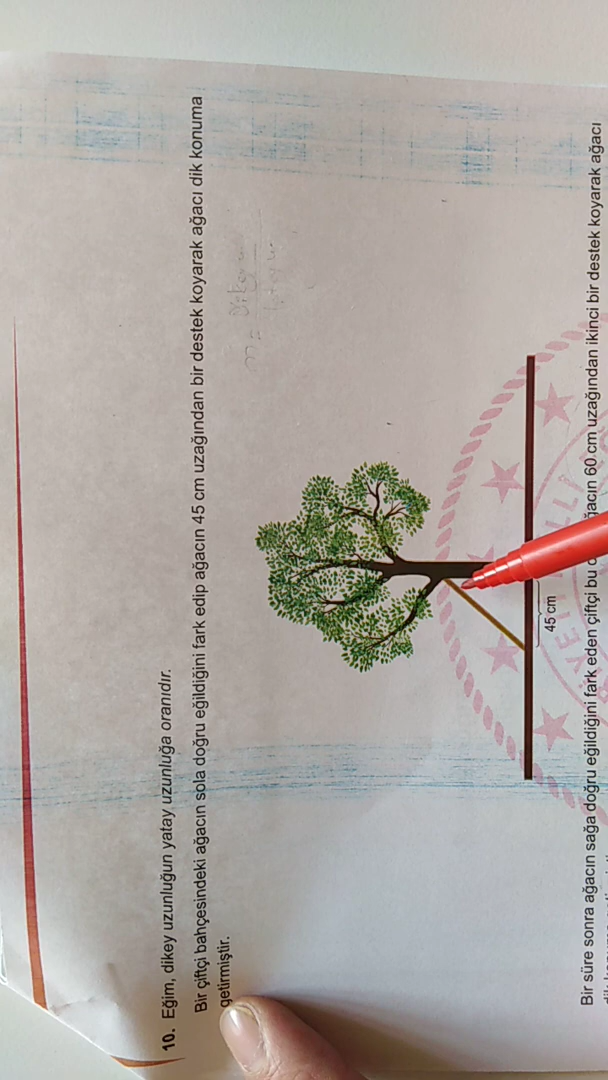 10. Eğim, dikey uzunluğun yatay uzunluğa oranıdır.
Bir çiftçi bahçesindeki ağacın sola doğru eğildiğini fark edip ağacın 45 cm uzağından bir destek koyarak ağacı dik konuma
getirmiştir.
m =
45 cm
Bir süre sonra ağacın sağa doğru eğildiğini fark eden çiftçi bu 60 cm uzağından ikinci bir destek koyarak ağacı